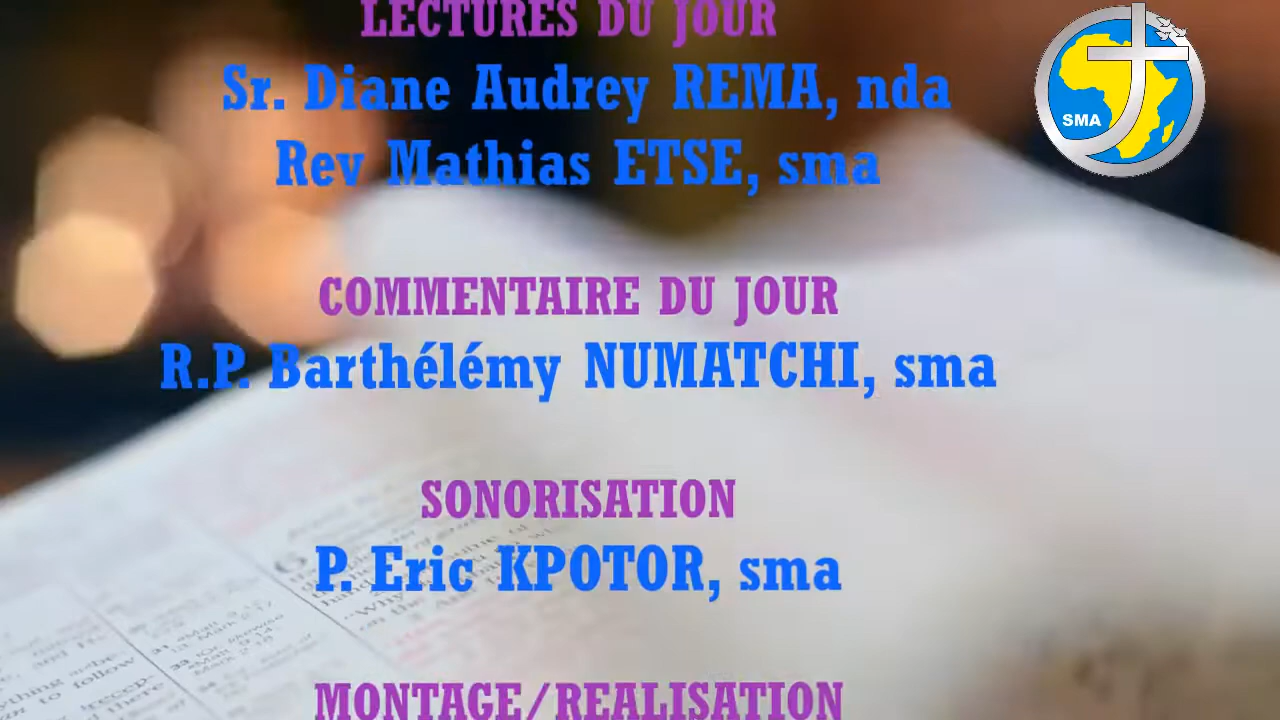 LECTURES DU JOUR
Sr. Diane Audrey REMA, nda
Rev Mathias ETSE, sma
SMA
COMMENTAIRE DU JOUR
R.P. Barthélémy NUMATCHI, sma
SONORISATION
P. Eric KPOTOR, sma
MONTAGE/REALISATION